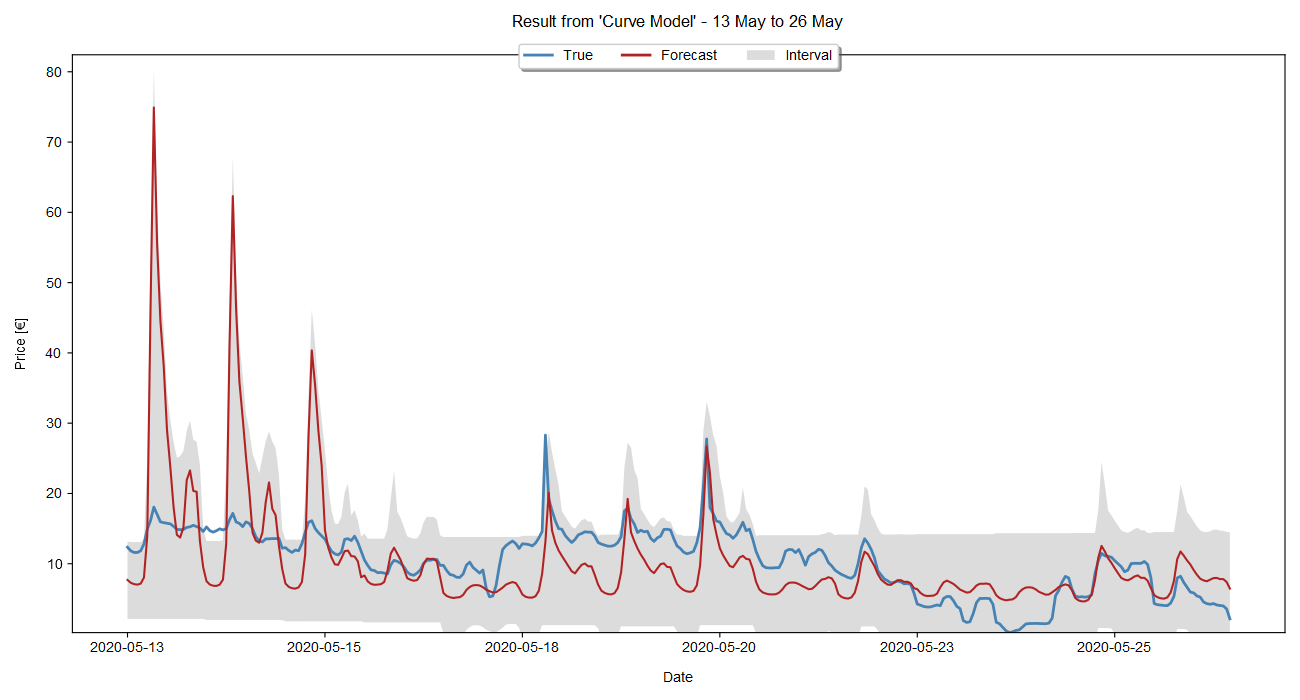 Result from 'Curve Model' - 13 May to 26 May
True Forecast Interval
80
70
60
50
40
30
20
10
Price [€]
2020-05-13 2020-05-15 2020-05-18 2020-05-20 2020-05-23 2020-05-25
Date